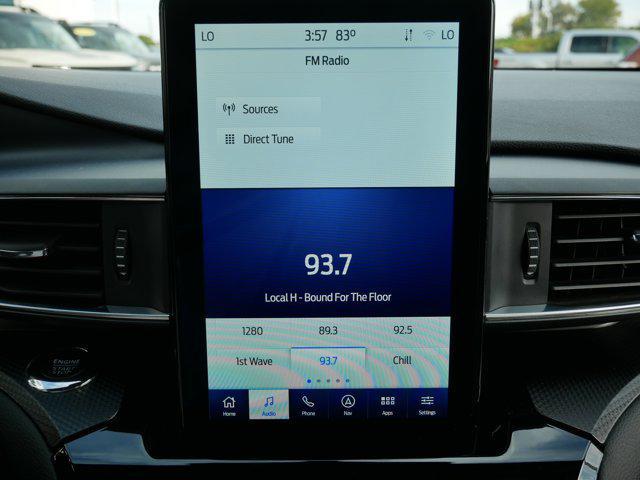 LO 3:57 83º LO
FM Radio
Sources
Direct Tune
93.7
Local H - Bound For The Floor
1280 89.3 92.5
1st Wave 93.7 Chill
Home Audio Phone Nav Apps Settings
ENGINE
START
STOP